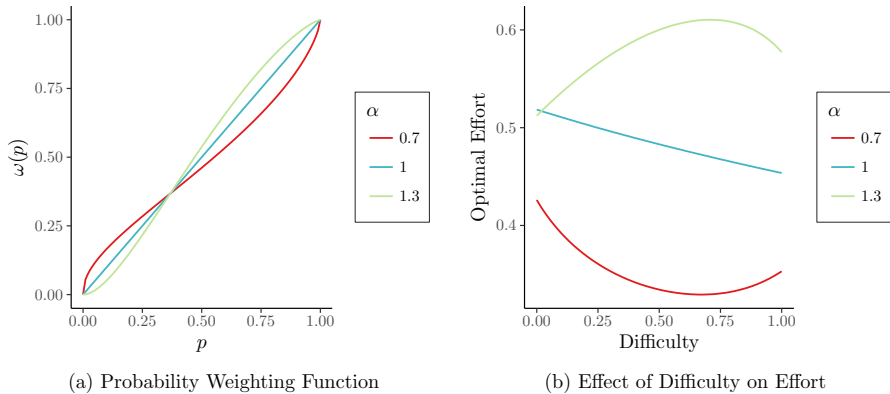 1.00
0.75
0.50
0.25
0.00
ω(p)
0.00 0.25 0.50 0.75 1.00
p
α
0.7
1
1.3
(a) Probability Weighting Function
0.6
0.5
0.4
Optimal Effort
0.00 0.25 0.50 0.75 1.00
Difficulty
α
0.7
1
1.3
(b) Effect of Difficulty on Effort